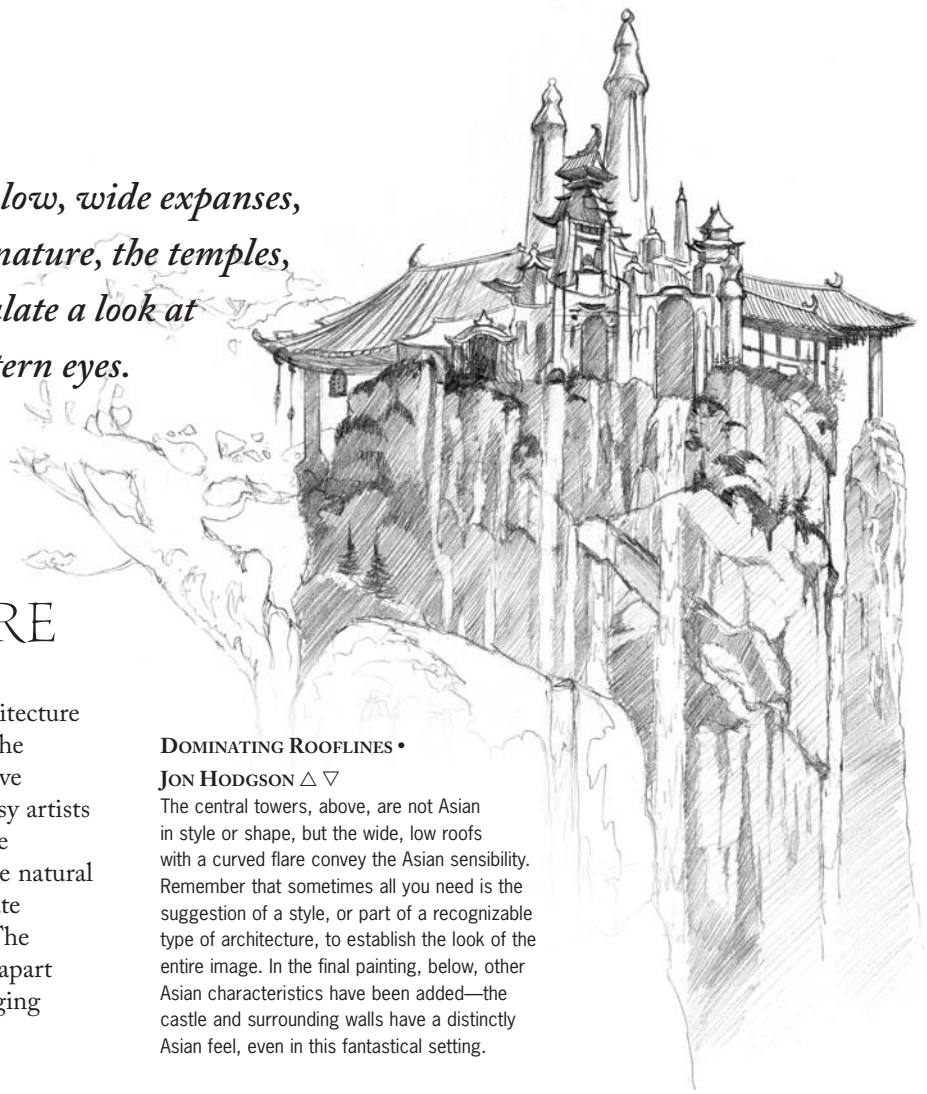 low, wide expanses,
nature, the temples,
ulate a look at
tern eyes.
RE
itecture
he
ve
sy artists
e
e natural
te
The
apart
ging
DOMINATING ROOFLINES •
JON HODGSON △ ▽
The central towers, above, are not Asian
in style or shape, but the wide, low roofs
with a curved flare convey the Asian sensibility.
Remember that sometimes all you need is the
suggestion of a style, or part of a recognizable
type of architecture, to establish the look of the
entire image. In the final painting, below, other
Asian characteristics have been added—the
castle and surrounding walls have a distinctly
Asian feel, even in this fantastical setting.